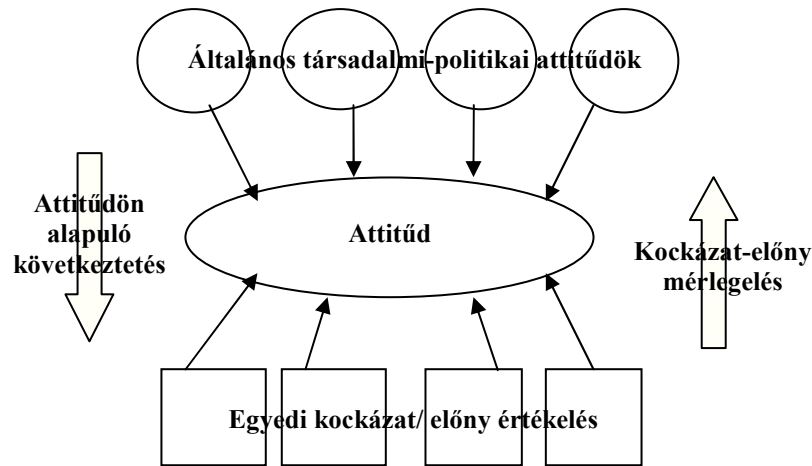 Általános társadalmi-politikai attitűdök
Attitűdön
alapuló
következtetés
Attitűd
Kockázat-előny
mérlegelés
Egyedi kockázat/ előny értékelés